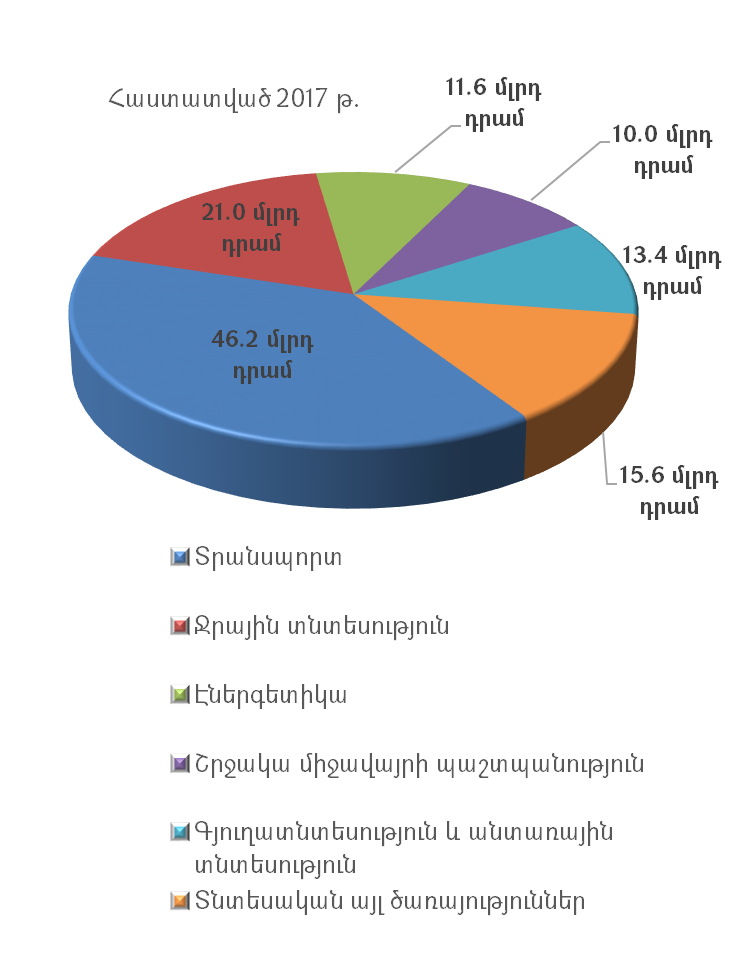 Հաստատված 2017 թ.
11.6 մլրդ
դրամ
10.0 մլրդ
դրամ
21.0 մլրդ
դրամ
13.4 մլրդ
դրամ
46.2 մլրդ
դրամ
15.6 մլրդ
դրամ
Տրանսպորտ
Ջրային տնտեսություն
Էներգետիկա
Շրջակա միջավայրի պաշտպանություն
Գյուղատնտեսություն և անտառային
տնտեսություն
Տնտեսական այլ ծառայություններ